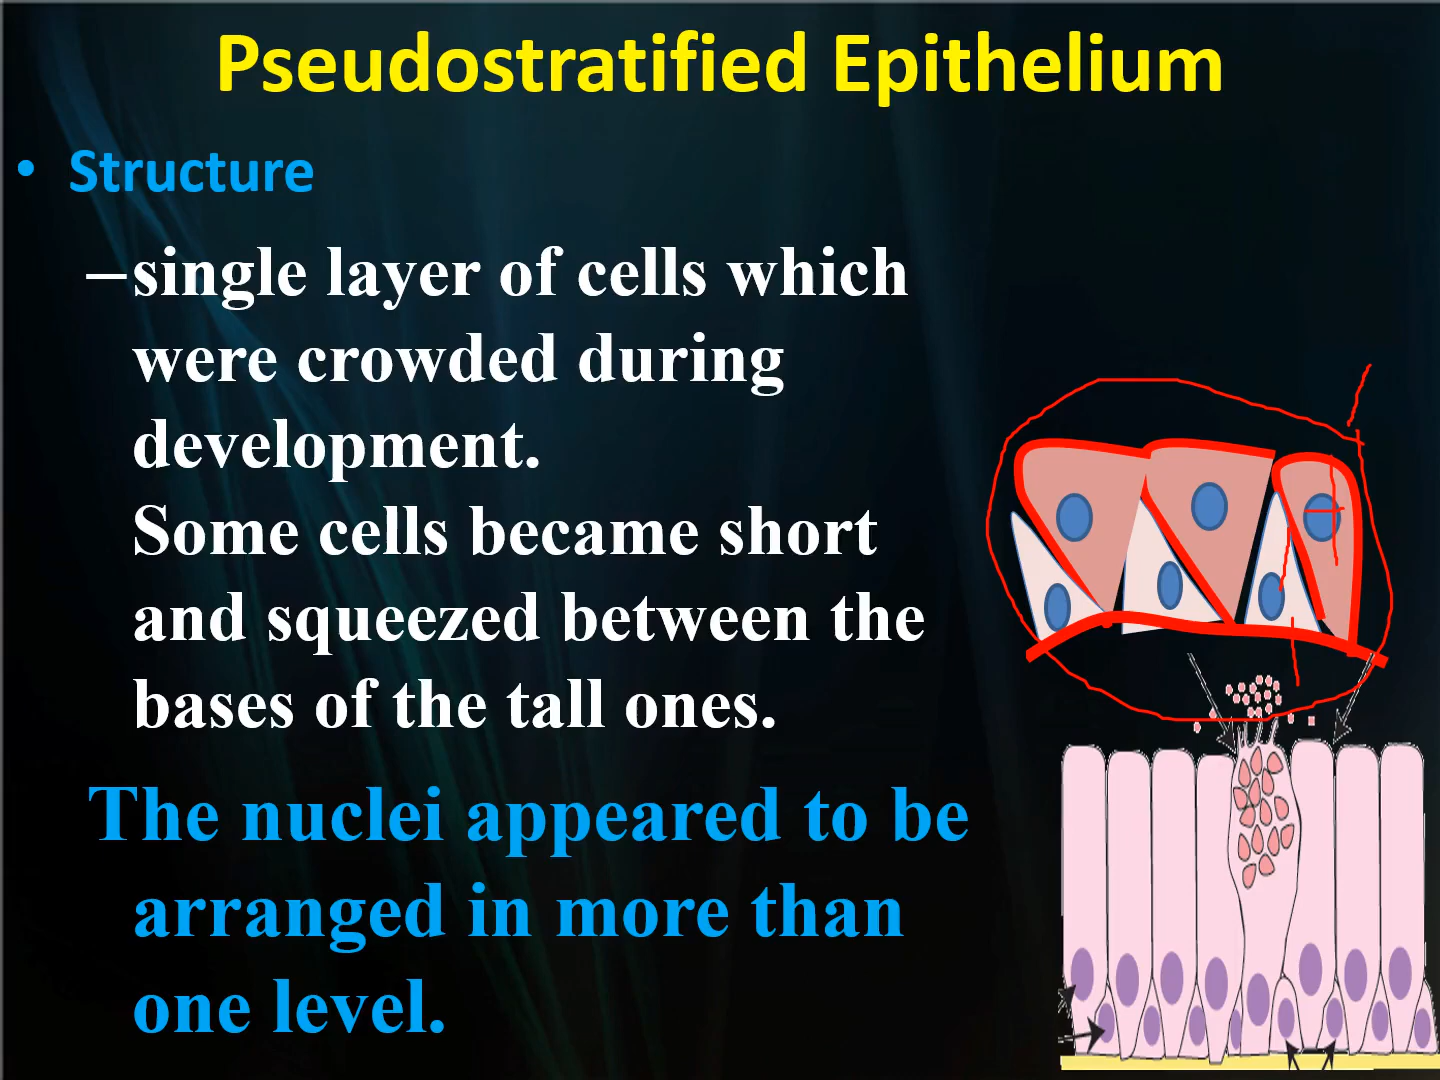 Pseudostratified Epithelium
• Structure
–single layer of cells which
were crowded during
development.
Some cells became short
and squeezed between the
bases of the tall ones.
The nuclei appeared to be
arranged in more than
one level.